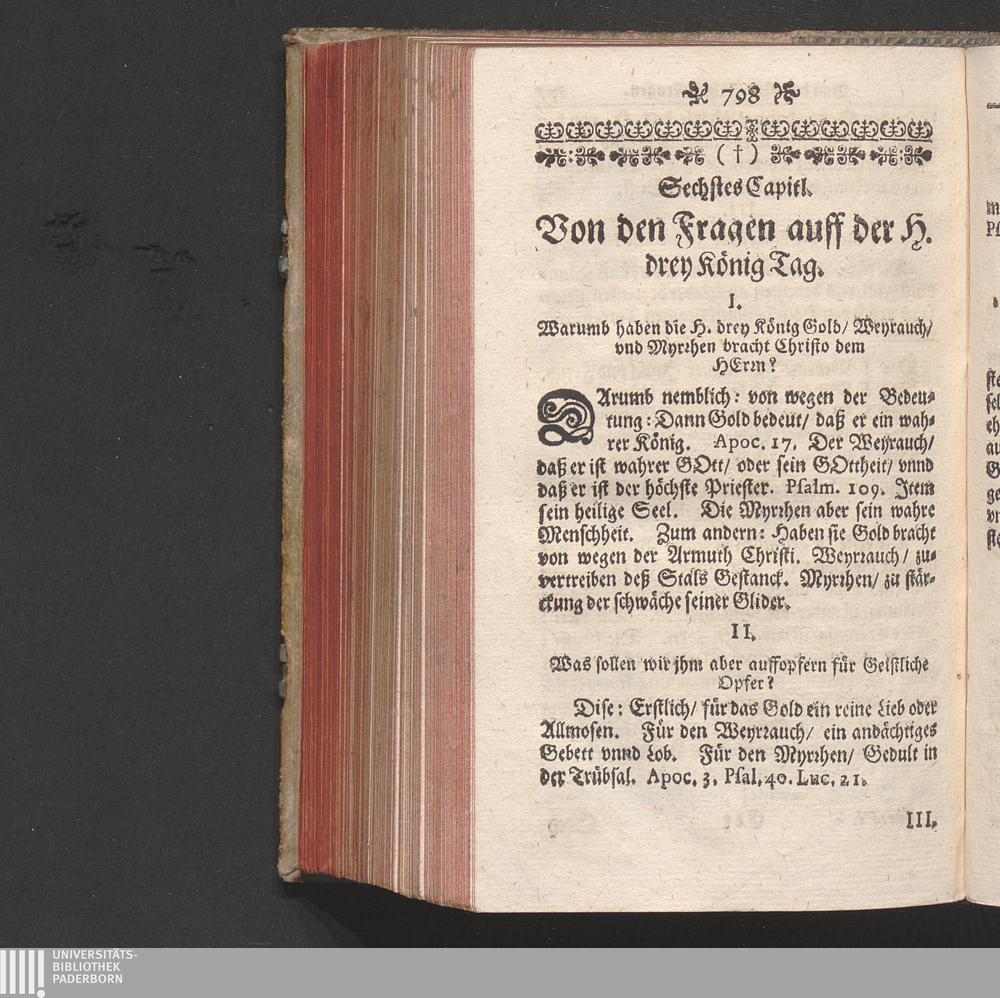 798
(†)
Sechstes Capitl.
Von den Fragen auff der H.
drey König Tag.
I.
Warumb haben die H. drey König Gold/ Weyrauch/
vnd Myrrhen bracht Christo dem
HErrn?
DArumb nemblich: von wegen der Bedeu-
tung: Dann Gold bedeut/ daß er ein wah-
rer König. Apoc. 17. Der Weyrauch/
daß er ist wahrer GOtt/ oder sein GOttheit/ vnnd
daß er ist der höchste Priester. Psalm. 109. Item
sein heilige Seel. Die Myrrhen aber sein wahre
Menschheit. Zum andern: Haben sie Gold bracht
von wegen der Armuth Christi. Weyrrauch/ zu-
vertreiben deß Stals Gestanck. Myrrhen/ zu stär-
ckung der schwäche seiner Glider.
II.
Was sollen wir jhm aber auffopfern für Geistliche
Opfer?
Dise: Erstlich/ für das Gold ein reine Lieb oder
Allmosen. Für den Weyrrauch/ ein andächtiges
Gebett vnnd Lob. Für den Myrrhen/ Gedult in
der Trübsal. Apoc. 3. Psal. 40. Luc. 21.
III.
UNIVERSITÄTS-
BIBLIOTHEK
PADERBORN